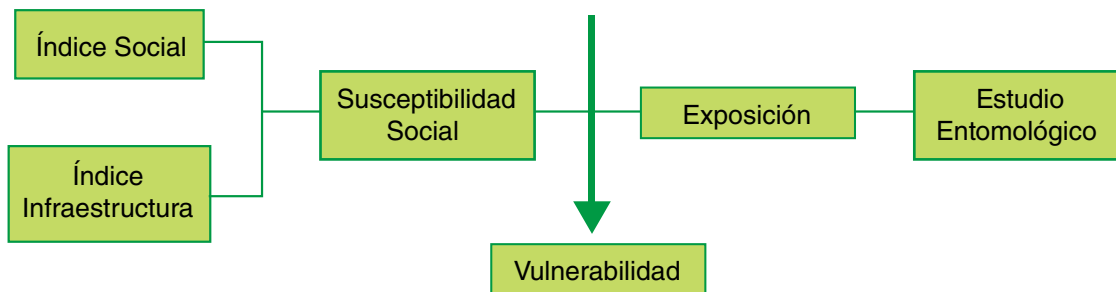 Índice Social
Índice
Infraestructura
Susceptibilidad
Social
Exposición
Estudio
Entomológico
Vulnerabilidad